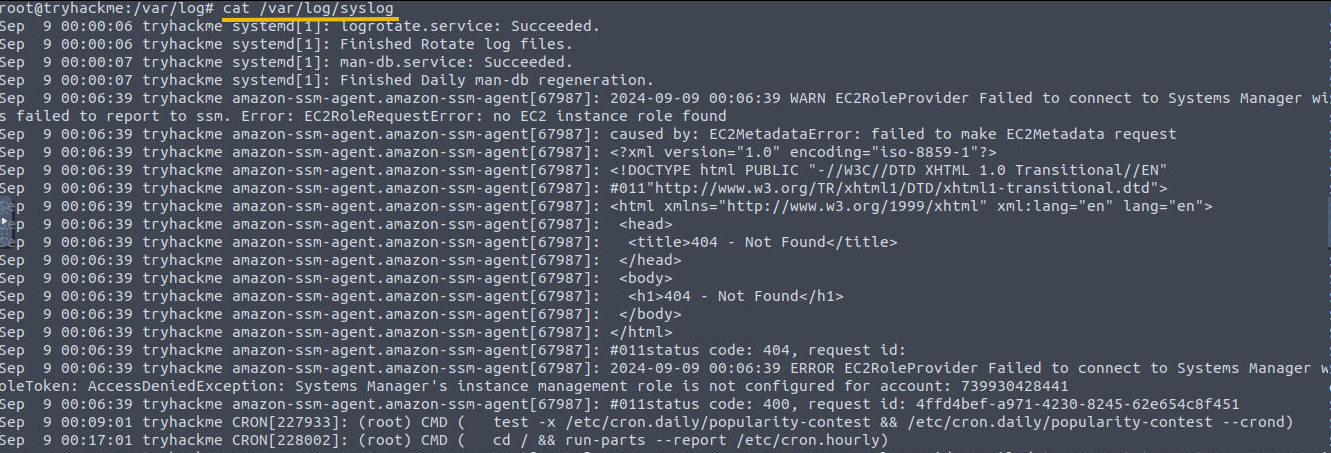 root@tryhackme:/var/log# cat /var/log/syslog
Sep  9 00:00:06 tryhackme systemd[1]: logrotate.service: Succeeded.
Sep  9 00:00:06 tryhackme systemd[1]: Finished Rotate log files.
Sep  9 00:00:07 tryhackme systemd[1]: man-db.service: Succeeded.
Sep  9 00:00:07 tryhackme systemd[1]: Finished Daily man-db regeneration.
Sep  9 00:06:39 tryhackme amazon-ssm-agent.amazon-ssm-agent[67987]: 2024-09-09 00:06:39 WARN EC2RoleProvider Failed to connect to Systems Manager wi
s failed to report to ssm. Error: EC2RoleRequestError: no EC2 instance role found
Sep  9 00:06:39 tryhackme amazon-ssm-agent.amazon-ssm-agent[67987]: caused by: EC2MetadataError: failed to make EC2Metadata request
Sep  9 00:06:39 tryhackme amazon-ssm-agent.amazon-ssm-agent[67987]: <?xml version="1.0" encoding="iso-8859-1"?>
Sep  9 00:06:39 tryhackme amazon-ssm-agent.amazon-ssm-agent[67987]: <!DOCTYPE html PUBLIC "-//W3C//DTD XHTML 1.0 Transitional//EN"
Sep  9 00:06:39 tryhackme amazon-ssm-agent.amazon-ssm-agent[67987]: #011"http://www.w3.org/TR/xhtml1/DTD/xhtml1-transitional.dtd">
Sep  9 00:06:39 tryhackme amazon-ssm-agent.amazon-ssm-agent[67987]: <html xmlns="http://www.w3.org/1999/xhtml" xml:lang="en" lang="en">
Sep  9 00:06:39 tryhackme amazon-ssm-agent.amazon-ssm-agent[67987]:  <head>
Sep  9 00:06:39 tryhackme amazon-ssm-agent.amazon-ssm-agent[67987]:   <title>404 - Not Found</title>
Sep  9 00:06:39 tryhackme amazon-ssm-agent.amazon-ssm-agent[67987]:  </head>
Sep  9 00:06:39 tryhackme amazon-ssm-agent.amazon-ssm-agent[67987]:  <body>
Sep  9 00:06:39 tryhackme amazon-ssm-agent.amazon-ssm-agent[67987]:   <h1>404 - Not Found</h1>
Sep  9 00:06:39 tryhackme amazon-ssm-agent.amazon-ssm-agent[67987]:  </body>
Sep  9 00:06:39 tryhackme amazon-ssm-agent.amazon-ssm-agent[67987]: </html>
Sep  9 00:06:39 tryhackme amazon-ssm-agent.amazon-ssm-agent[67987]: #011status code: 404, request id:
Sep  9 00:06:39 tryhackme amazon-ssm-agent.amazon-ssm-agent[67987]: 2024-09-09 00:06:39 ERROR EC2RoleProvider Failed to connect to Systems Manager w
oleToken: AccessDeniedException: Systems Manager's instance management role is not configured for account: 739930428441
Sep  9 00:06:39 tryhackme amazon-ssm-agent.amazon-ssm-agent[67987]: #011status code: 400, request id: 4ffd4bef-a971-4230-8245-62e654c8f451
Sep  9 00:09:01 tryhackme CRON[227933]: (root) CMD (   test -x /etc/cron.daily/popularity-contest && /etc/cron.daily/popularity-contest --crond)
Sep  9 00:17:01 tryhackme CRON[228002]: (root) CMD (   cd / && run-parts --report /etc/cron.hourly)